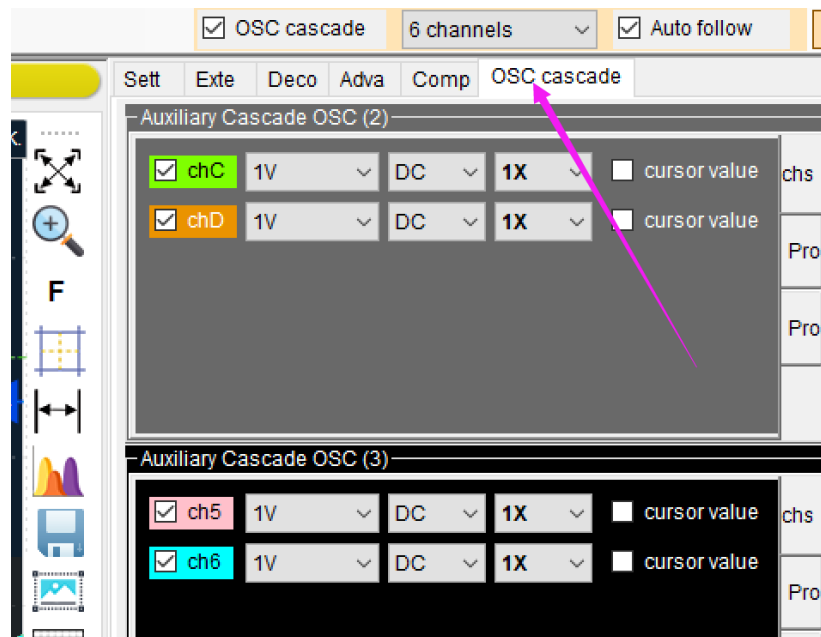 OSC cascade 6 channels Auto follow
Sett Exte Deco Adva Comp OSC cascade
Auxiliary Cascade OSC (2)
chC 1V DC 1X cursor value chs
chD 1V DC 1X cursor value
Pro
F
Pro
Auxiliary Cascade OSC (3)
ch5 1V DC 1X cursor value chs
ch6 1V DC 1X cursor value
Pro